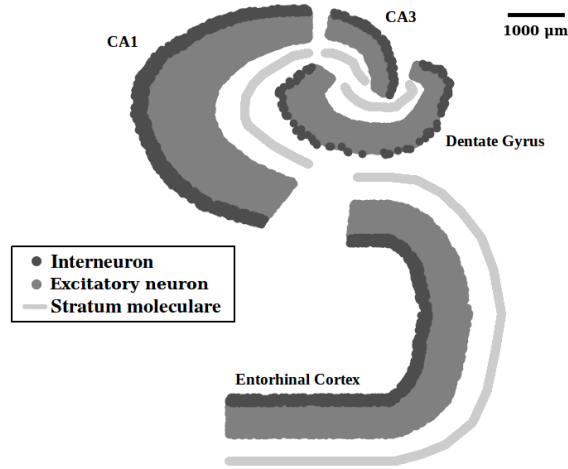 CA3
CA1
1000 μm
Dentate Gyrus
Interneuron
Excitatory neuron
Stratum moleculare
Entorhinal Cortex